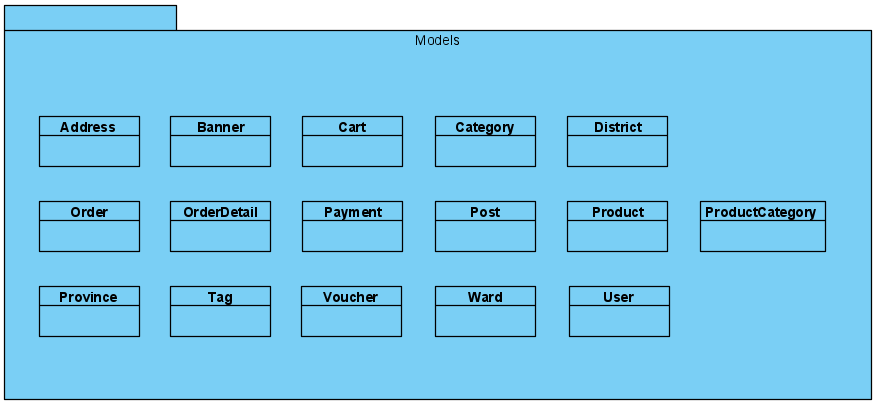 Models
Address
Banner
Cart
Category
District
Order
OrderDetail
Payment
Post
Product
ProductCategory
Province
Tag
Voucher
Ward
User